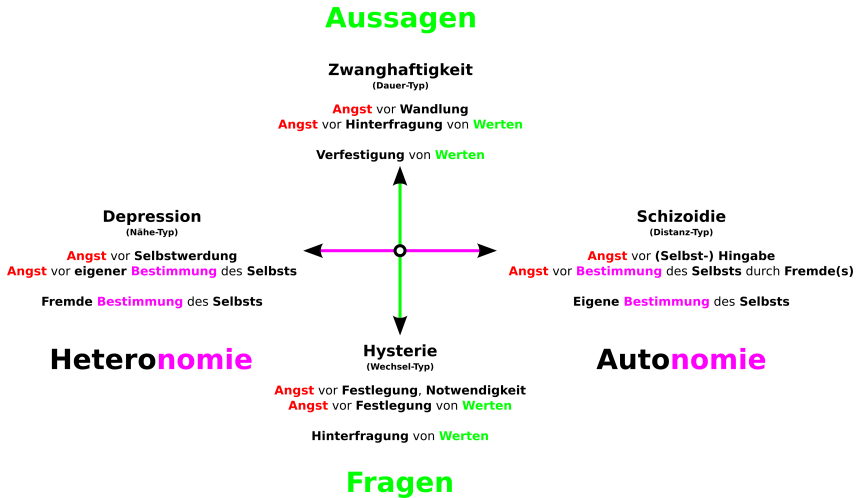 Aussagen
Zwanghaftigkeit
(Dauer-Typ)
Angst vor Wandlung
Angst vor Hinterfragung von Werten
Verfestigung von Werten
Depression
(Nähe-Typ)
Angst vor Selbstwerdung
Angst vor eigener Bestimmung des Selbsts
Fremde Bestimmung des Selbsts
Heteronomie
Schizoidie
(Distanz-Typ)
Angst vor (Selbst-) Hingabe
Angst vor Bestimmung des Selbsts durch Fremde(s)
Eigene Bestimmung des Selbsts
Autonomie
Hysterie
(Wechsel-Typ)
Angst vor Festlegung, Notwendigkeit
Angst vor Festlegung von Werten
Hinterfragung von Werten
Fragen